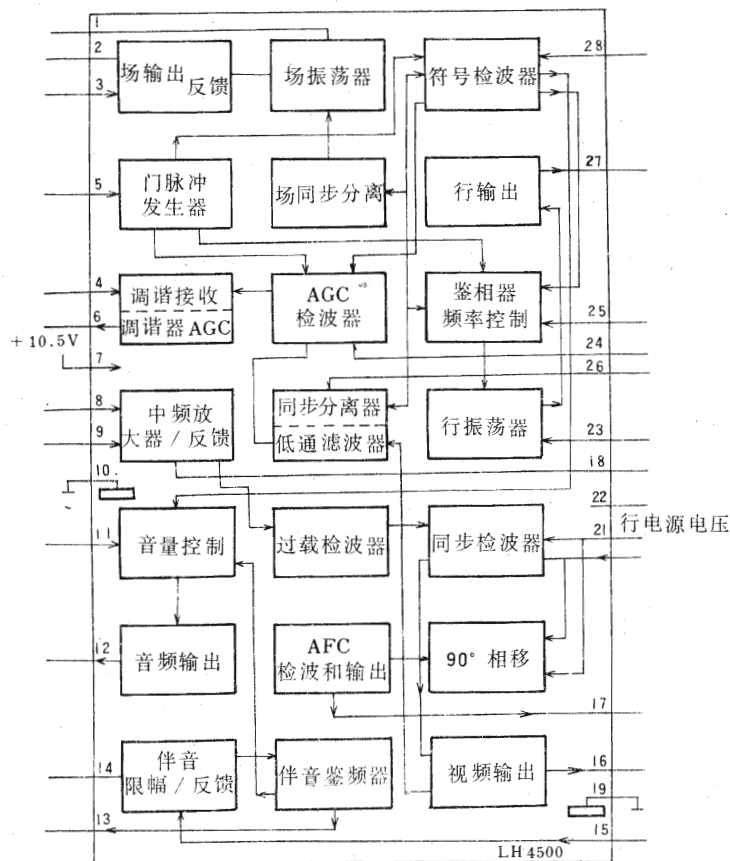 1
2
场输出 反馈
场振荡器
符号检波器
28
3
27
5
门脉冲
发生器
场同步分离
行输出
4
调谐接收
调谐器 AGC
AGC
检波器
鉴相器
频率控制
25
6
+10.5V
24
7
26
8
中频放
大器/反馈
同步分离器
低通滤波器
行振荡器
23
9
18
10
22
11
音量控制
过载检波器
同步检波器
21
行电源电压
12
音频输出
AFC
检波和输出
90° 相移
17
14
伴音
限幅/反馈
伴音鉴频器
视频输出
16
19
13
15
LH4500